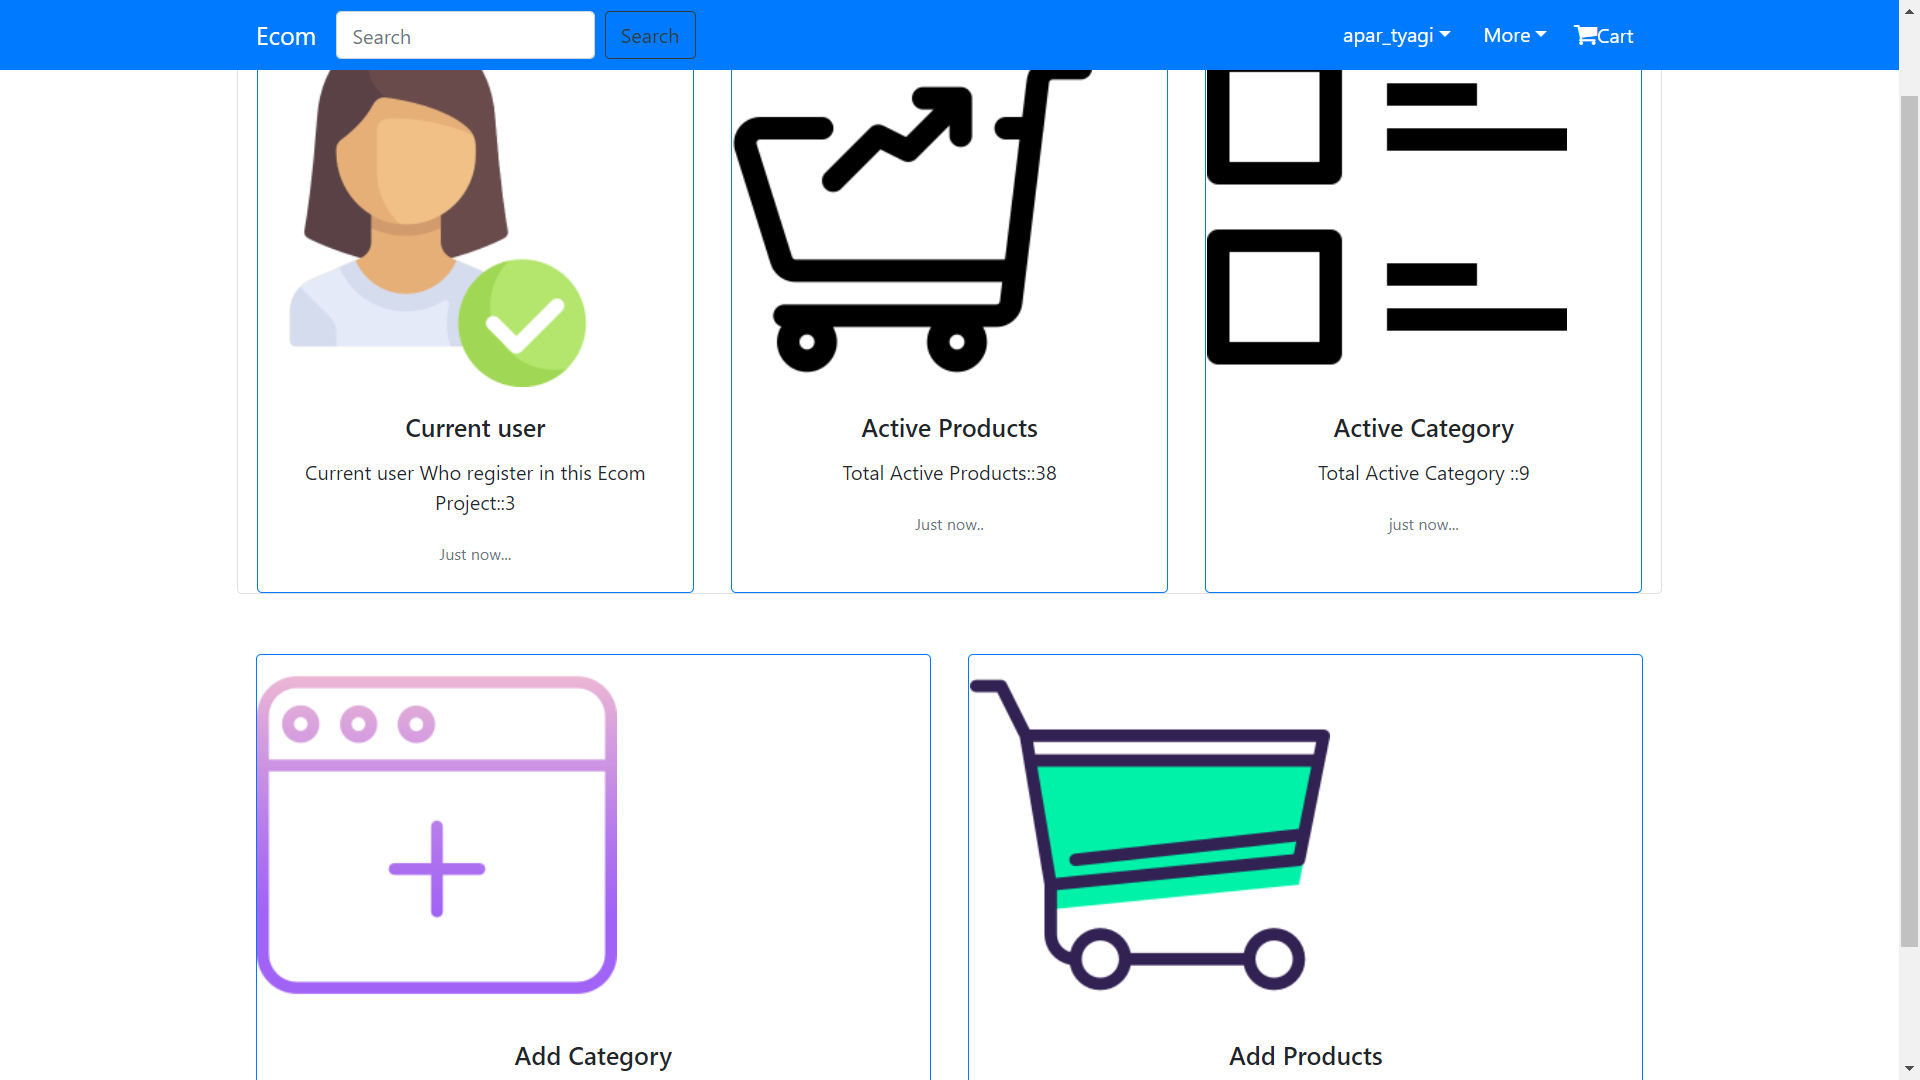 Ecom
Search
Search
apar_tyagi
More
Cart
Current user
Current user Who register in this Ecom
Project::3
Just now...
Active Products
Total Active Products::38
Just now..
Active Category
Total Active Category ::9
just now...
Add Category
Add Products